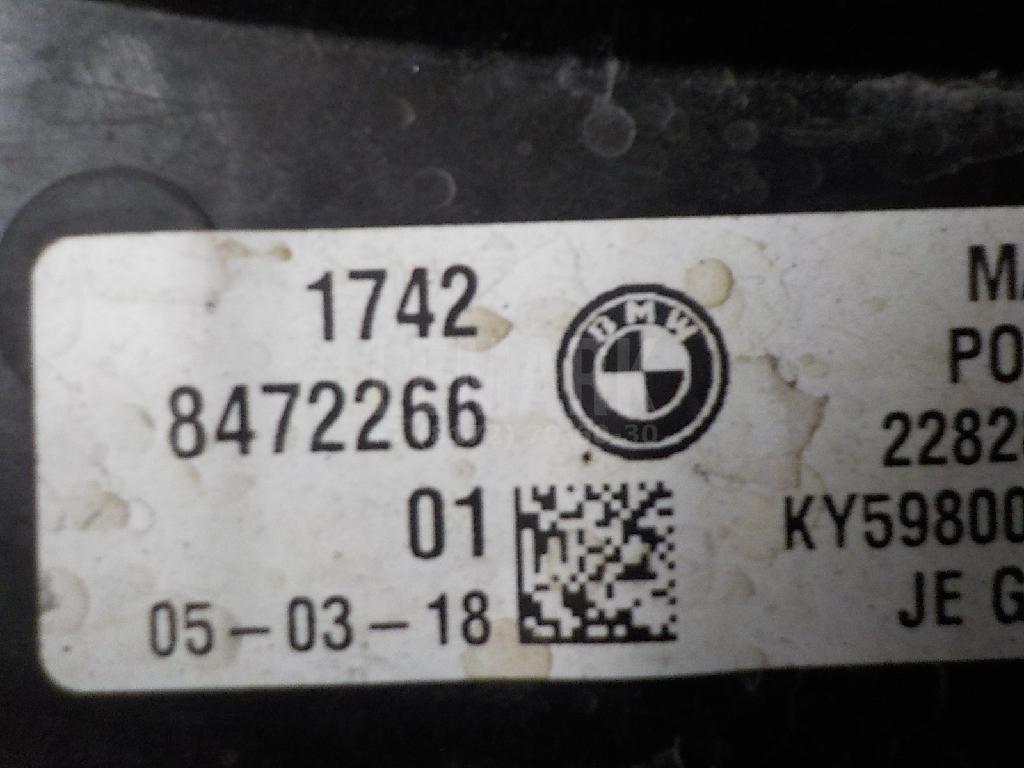 1742
8472266
01
05-03-18
BMW
MA
PO
2282
KY59800
JE G